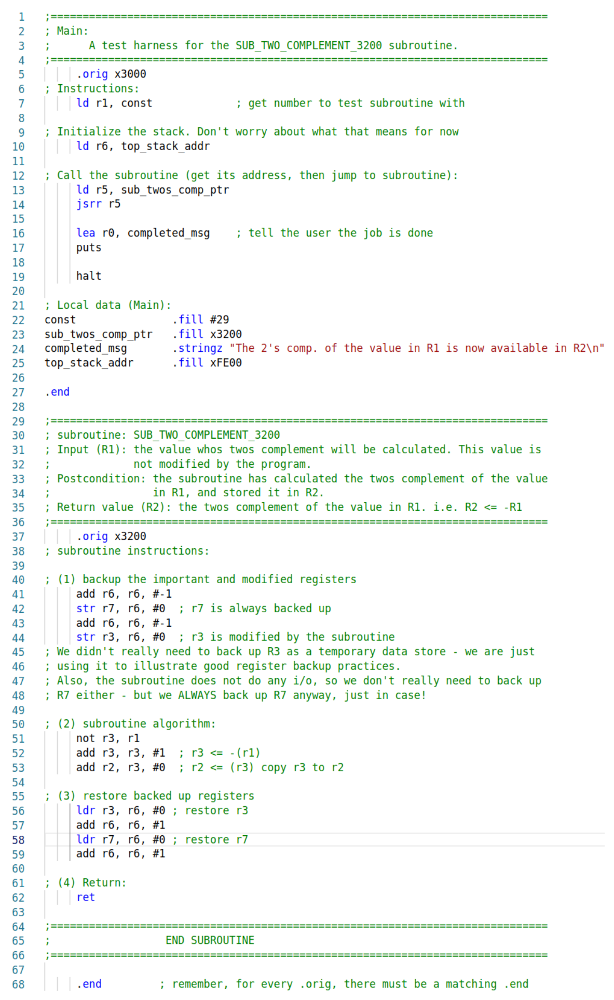 1 ;==============================================================================
2 ; Main:
3 ;      A test harness for the SUB_TWO_COMPLEMENT_3200 subroutine.
4 ;==============================================================================
5      .orig x3000
6 ; Instructions:
7      ld r1, const             ; get number to test subroutine with
8
9 ; Initialize the stack. Don't worry about what that means for now
10      ld r6, top_stack_addr
11
12 ; Call the subroutine (get its address, then jump to subroutine):
13      ld r5, sub_twos_comp_ptr
14      jsrr r5
15
16      lea r0, completed_msg    ; tell the user the job is done
17      puts
18
19      halt
20
21 ; Local data (Main):
22 const               .fill #29
23 sub_twos_comp_ptr   .fill x3200
24 completed_msg       .stringz "The 2's comp. of the value in R1 is now available in R2\n"
25 top_stack_addr      .fill xFE00
26
27 .end
28
29 ;==============================================================================
30 ; subroutine: SUB_TWO_COMPLEMENT_3200
31 ; Input (R1): the value whos twos complement will be calculated. This value is
32 ;             not modified by the program.
33 ; Postcondition: the subroutine has calculated the twos complement of the value
34 ;                in R1, and stored it in R2.
35 ; Return value (R2): the twos complement of the value in R1. i.e. R2 <= -R1
36 ;==============================================================================
37      .orig x3200
38 ; subroutine instructions:
39
40 ; (1) backup the important and modified registers
41      add r6, r6, #-1
42      str r7, r6, #0  ; r7 is always backed up
43      add r6, r6, #-1
44      str r3, r6, #0  ; r3 is modified by the subroutine
45 ; We didn't really need to back up R3 as a temporary data store - we are just
46 ; using it to illustrate good register backup practices.
47 ; Also, the subroutine does not do any i/o, so we don't really need to back up
48 ; R7 either - but we ALWAYS back up R7 anyway, just in case!
49
50 ; (2) subroutine algorithm:
51      not r3, r1
52      add r3, r3, #1  ; r3 <= -(r1)
53      add r2, r3, #0  ; r2 <= (r3) copy r3 to r2
54
55 ; (3) restore backed up registers
56      ldr r3, r6, #0 ; restore r3
57      add r6, r6, #1
58      ldr r7, r6, #0 ; restore r7
59      add r6, r6, #1
60
61 ; (4) Return:
62      ret
63
64 ;==============================================================================
65 ;                  END SUBROUTINE
66 ;==============================================================================
67
68      .end         ; remember, for every .orig, there must be a matching .end